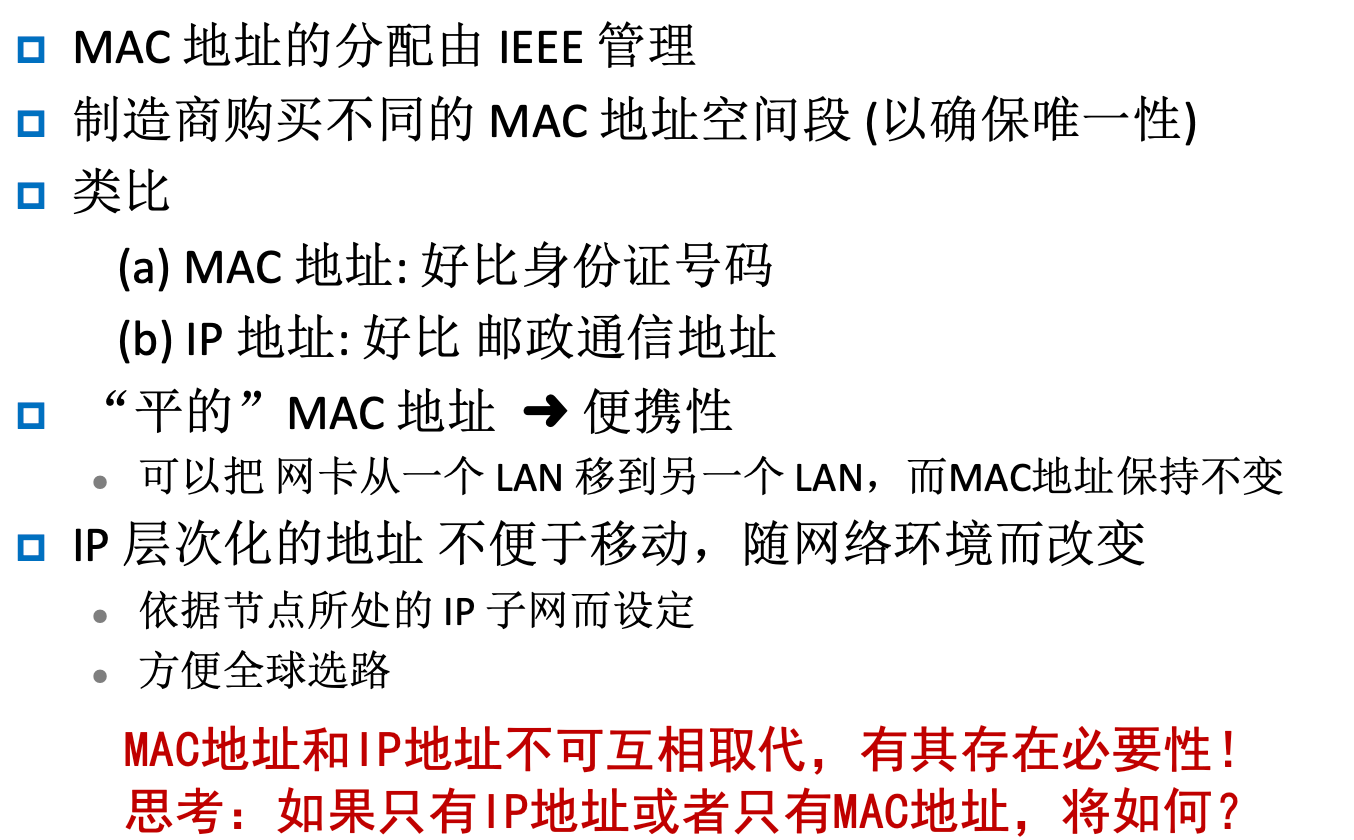 MAC 地址的分配由 IEEE 管理
制造商购买不同的 MAC 地址空间段 (以确保唯一性)
类比
(a) MAC 地址: 好比身份证号码
(b) IP 地址: 好比 邮政通信地址
“平的”MAC 地址 ➜ 便携性
可以把 网卡从一个 LAN 移到另一个 LAN，而MAC地址保持不变
IP 层次化的地址 不便于移动，随网络环境而改变
依据节点所处的 IP 子网而设定
方便全球选路
MAC地址和IP地址不可互相取代，有其存在必要性！
思考：如果只有IP地址或者只有MAC地址，将如何？